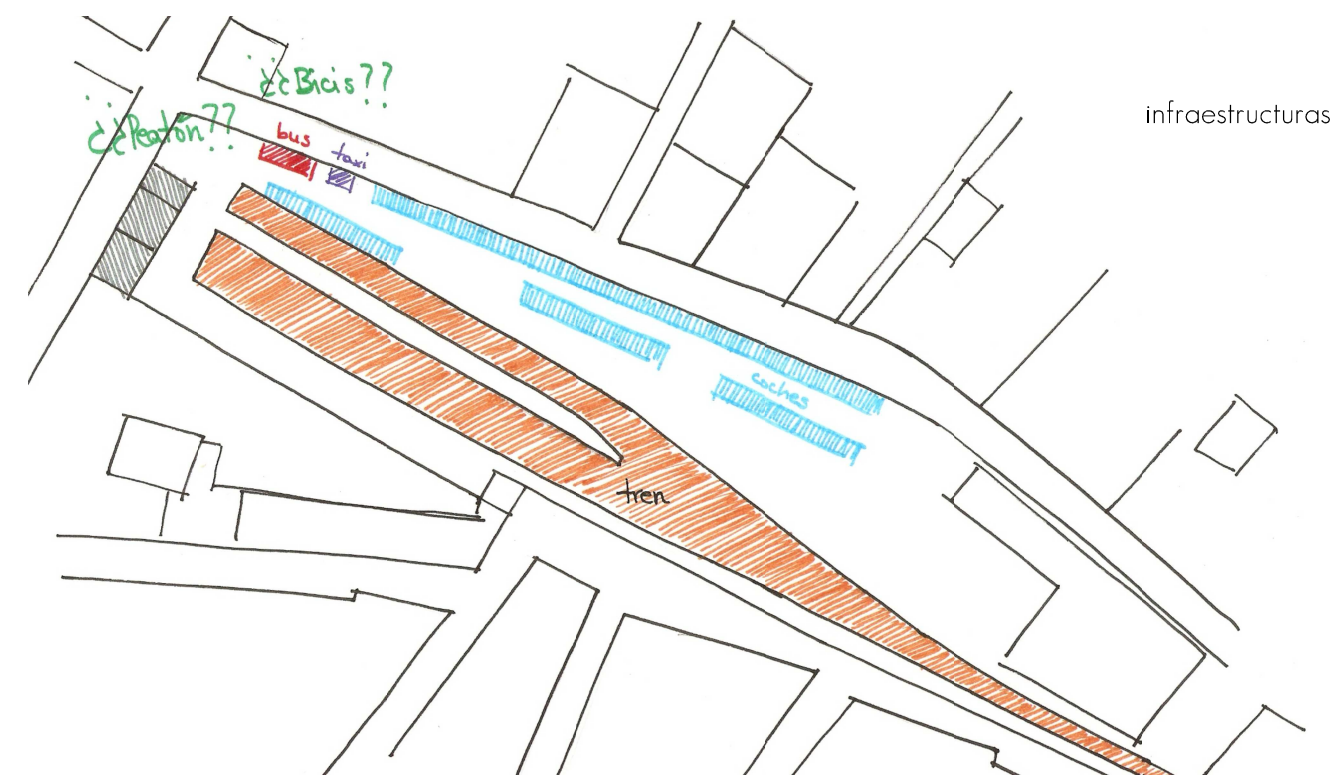 ¿¿Bicis??
infraestructuras
¿¿Peatón??
bus
taxi
coches
tren